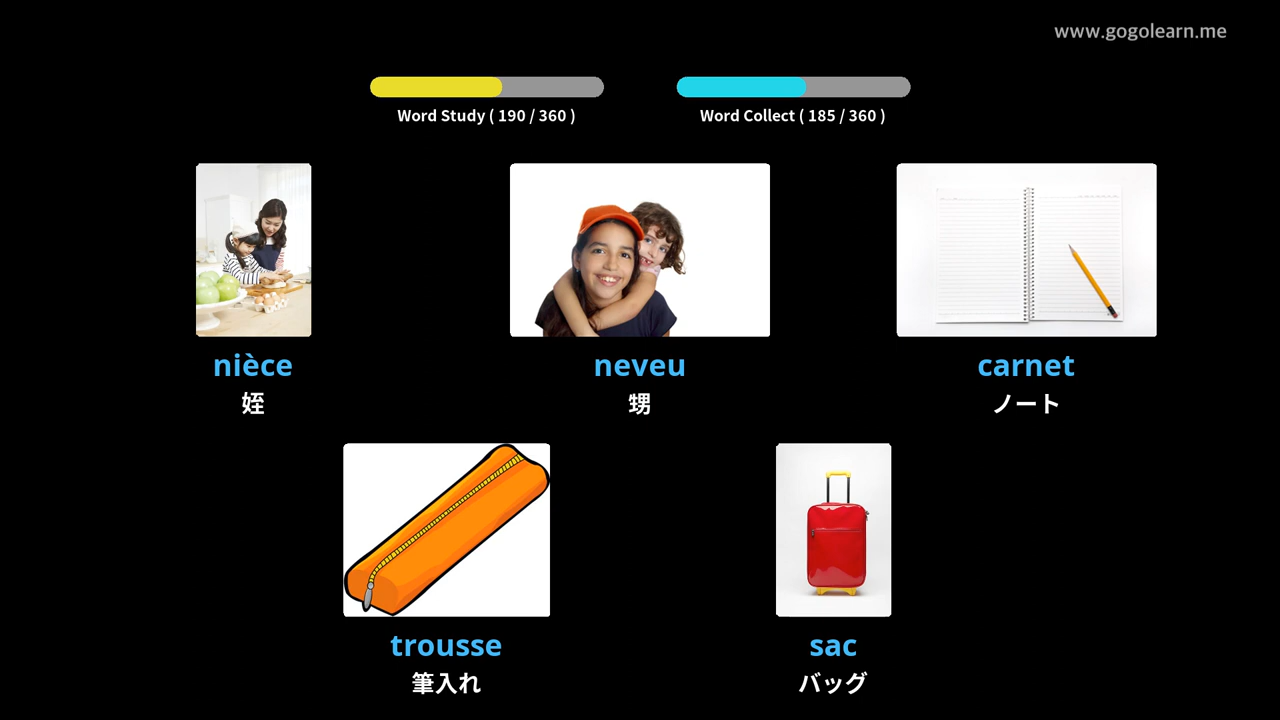 www.gogolearn.me
Word Study ( 190 / 360 )
Word Collect ( 185 / 360 )
nièce
姪
neveu
甥
carnet
ノート
trousse
筆入れ
sac
バッグ